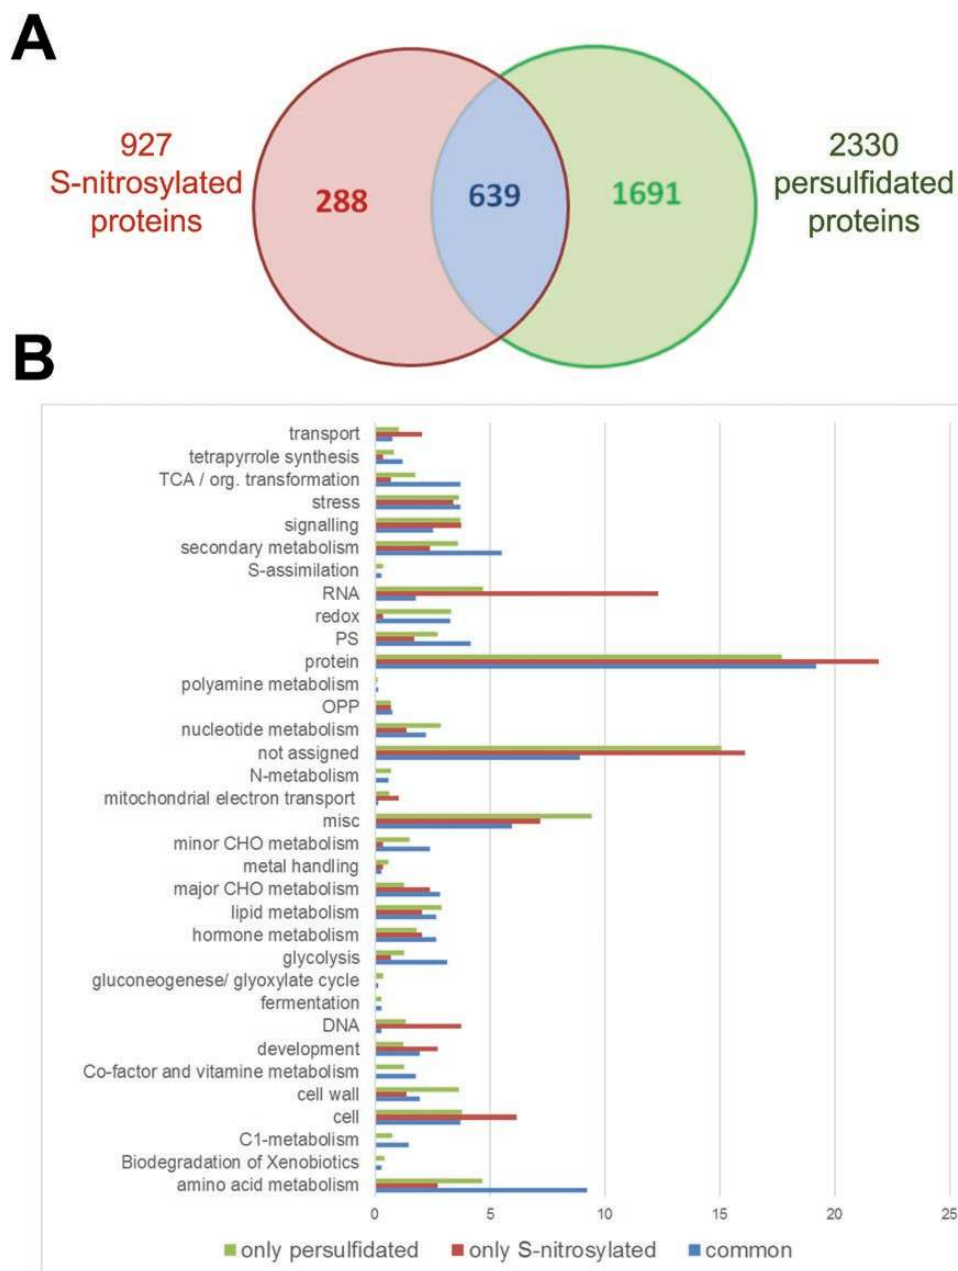 A
927
S-nitrosylated
proteins
288
639
1691
2330
persulfidated
proteins
B
transport
tetrapyrrole synthesis
TCA / org. transformation
stress
signalling
secondary metabolism
S-assimilation
RNA
redox
PS
protein
polyamine metabolism
OPP
nucleotide metabolism
not assigned
N-metabolism
mitochondrial electron transport
misc
minor CHO metabolism
metal handling
major CHO metabolism
lipid metabolism
hormone metabolism
glycolysis
gluconeogenese/ glyoxylate cycle
fermentation
DNA
development
Co-factor and vitamine metabolism
cell wall
cell
C1-metabolism
Biodegradation of Xenobiotics
amino acid metabolism
0 5 10 15 20 25
only persulfidated only S-nitrosylated common